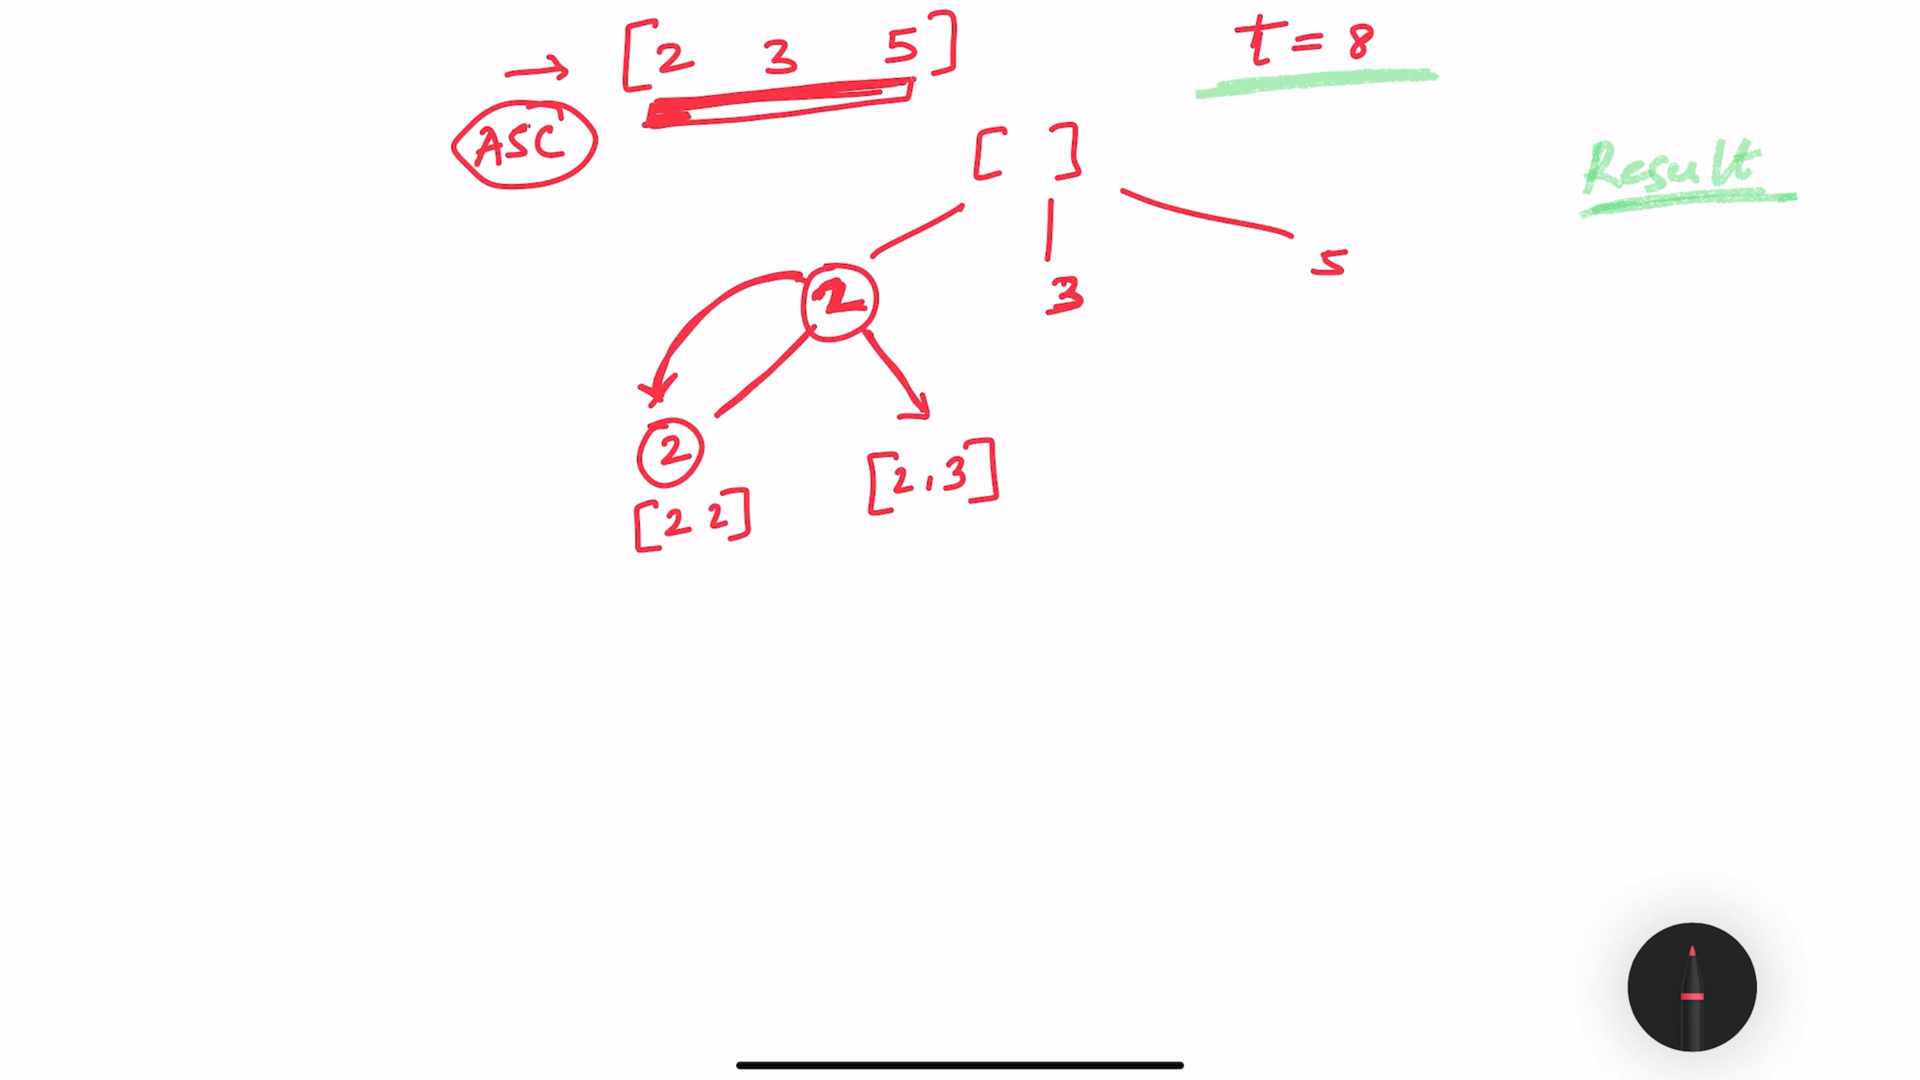 [2 3 5]
t = 8
ASC
[ ]
Result
2
3
5
2
[2 2]
[2,3]